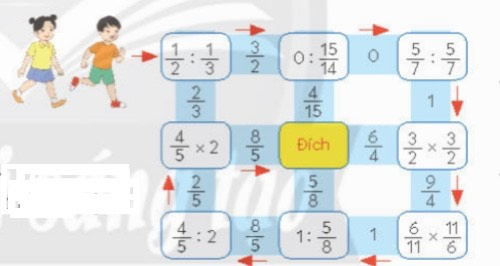 1/2 : 1/3 3/2 0 : 15/14 0 5/7 : 5/7
2/3 4/15 1
4/5 × 2 8/5 Đích 6/4 3/2 × 3/2
2/5 5/8 9/4
4/5 : 2 8/5 1 : 5/8 1 6/11 × 11/6